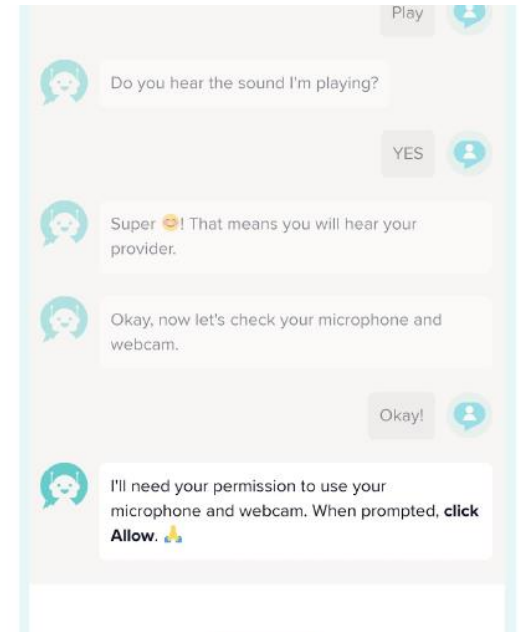 Play
Do you hear the sound I'm playing?
YES
Super 😊! That means you will hear your
provider.
Okay, now let's check your microphone and
webcam.
Okay!
I'll need your permission to use your
microphone and webcam. When prompted, click
Allow. 🙏